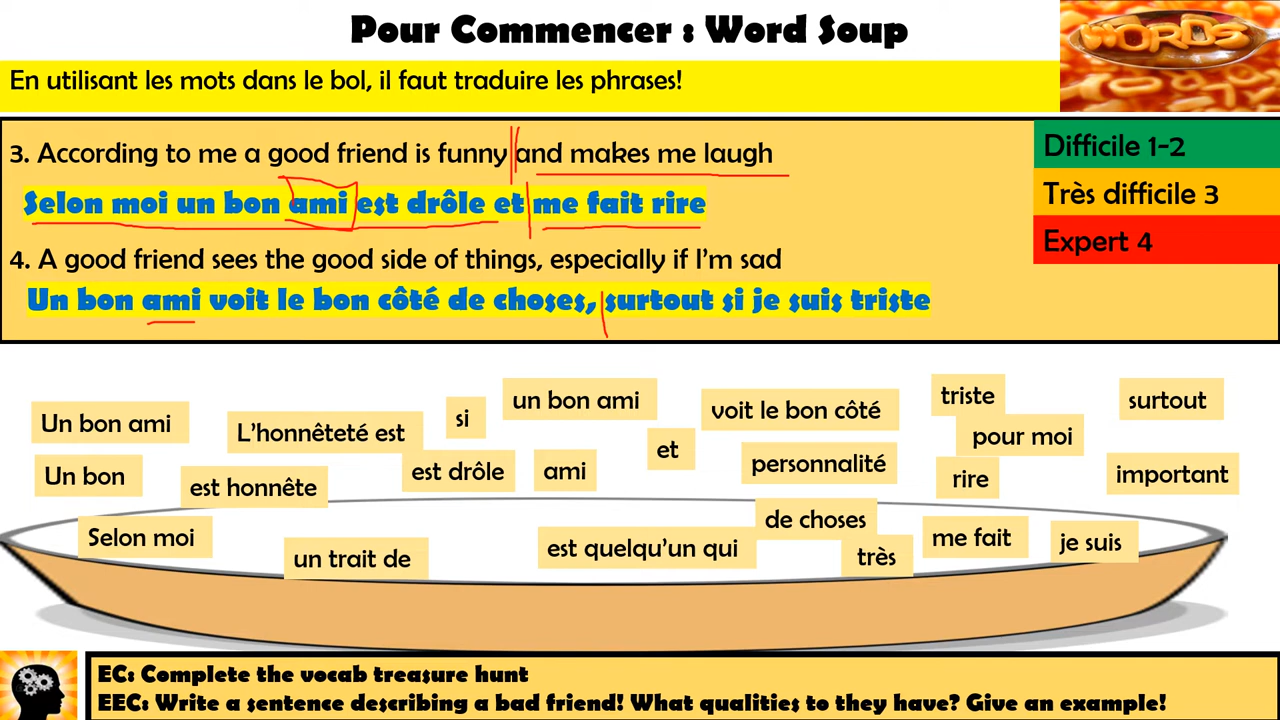 Pour Commencer : Word Soup
WORDS
En utilisant les mots dans le bol, il faut traduire les phrases!
3. According to me a good friend is funny and makes me laugh
Selon moi un bon ami est drôle et me fait rire
4. A good friend sees the good side of things, especially if I'm sad
Un bon ami voit le bon côté de choses, surtout si je suis triste
Difficile 1-2
Très difficile 3
Expert 4
Un bon ami
L'honnêteté est
si
un bon ami
voit le bon côté
triste
surtout
pour moi
Un bon
est honnête
est drôle
ami
et
personnalité
rire
important
Selon moi
un trait de
est quelqu'un qui
de choses
très
me fait
je suis
EC: Complete the vocab treasure hunt
EEC: Write a sentence describing a bad friend! What qualities to they have? Give an example!